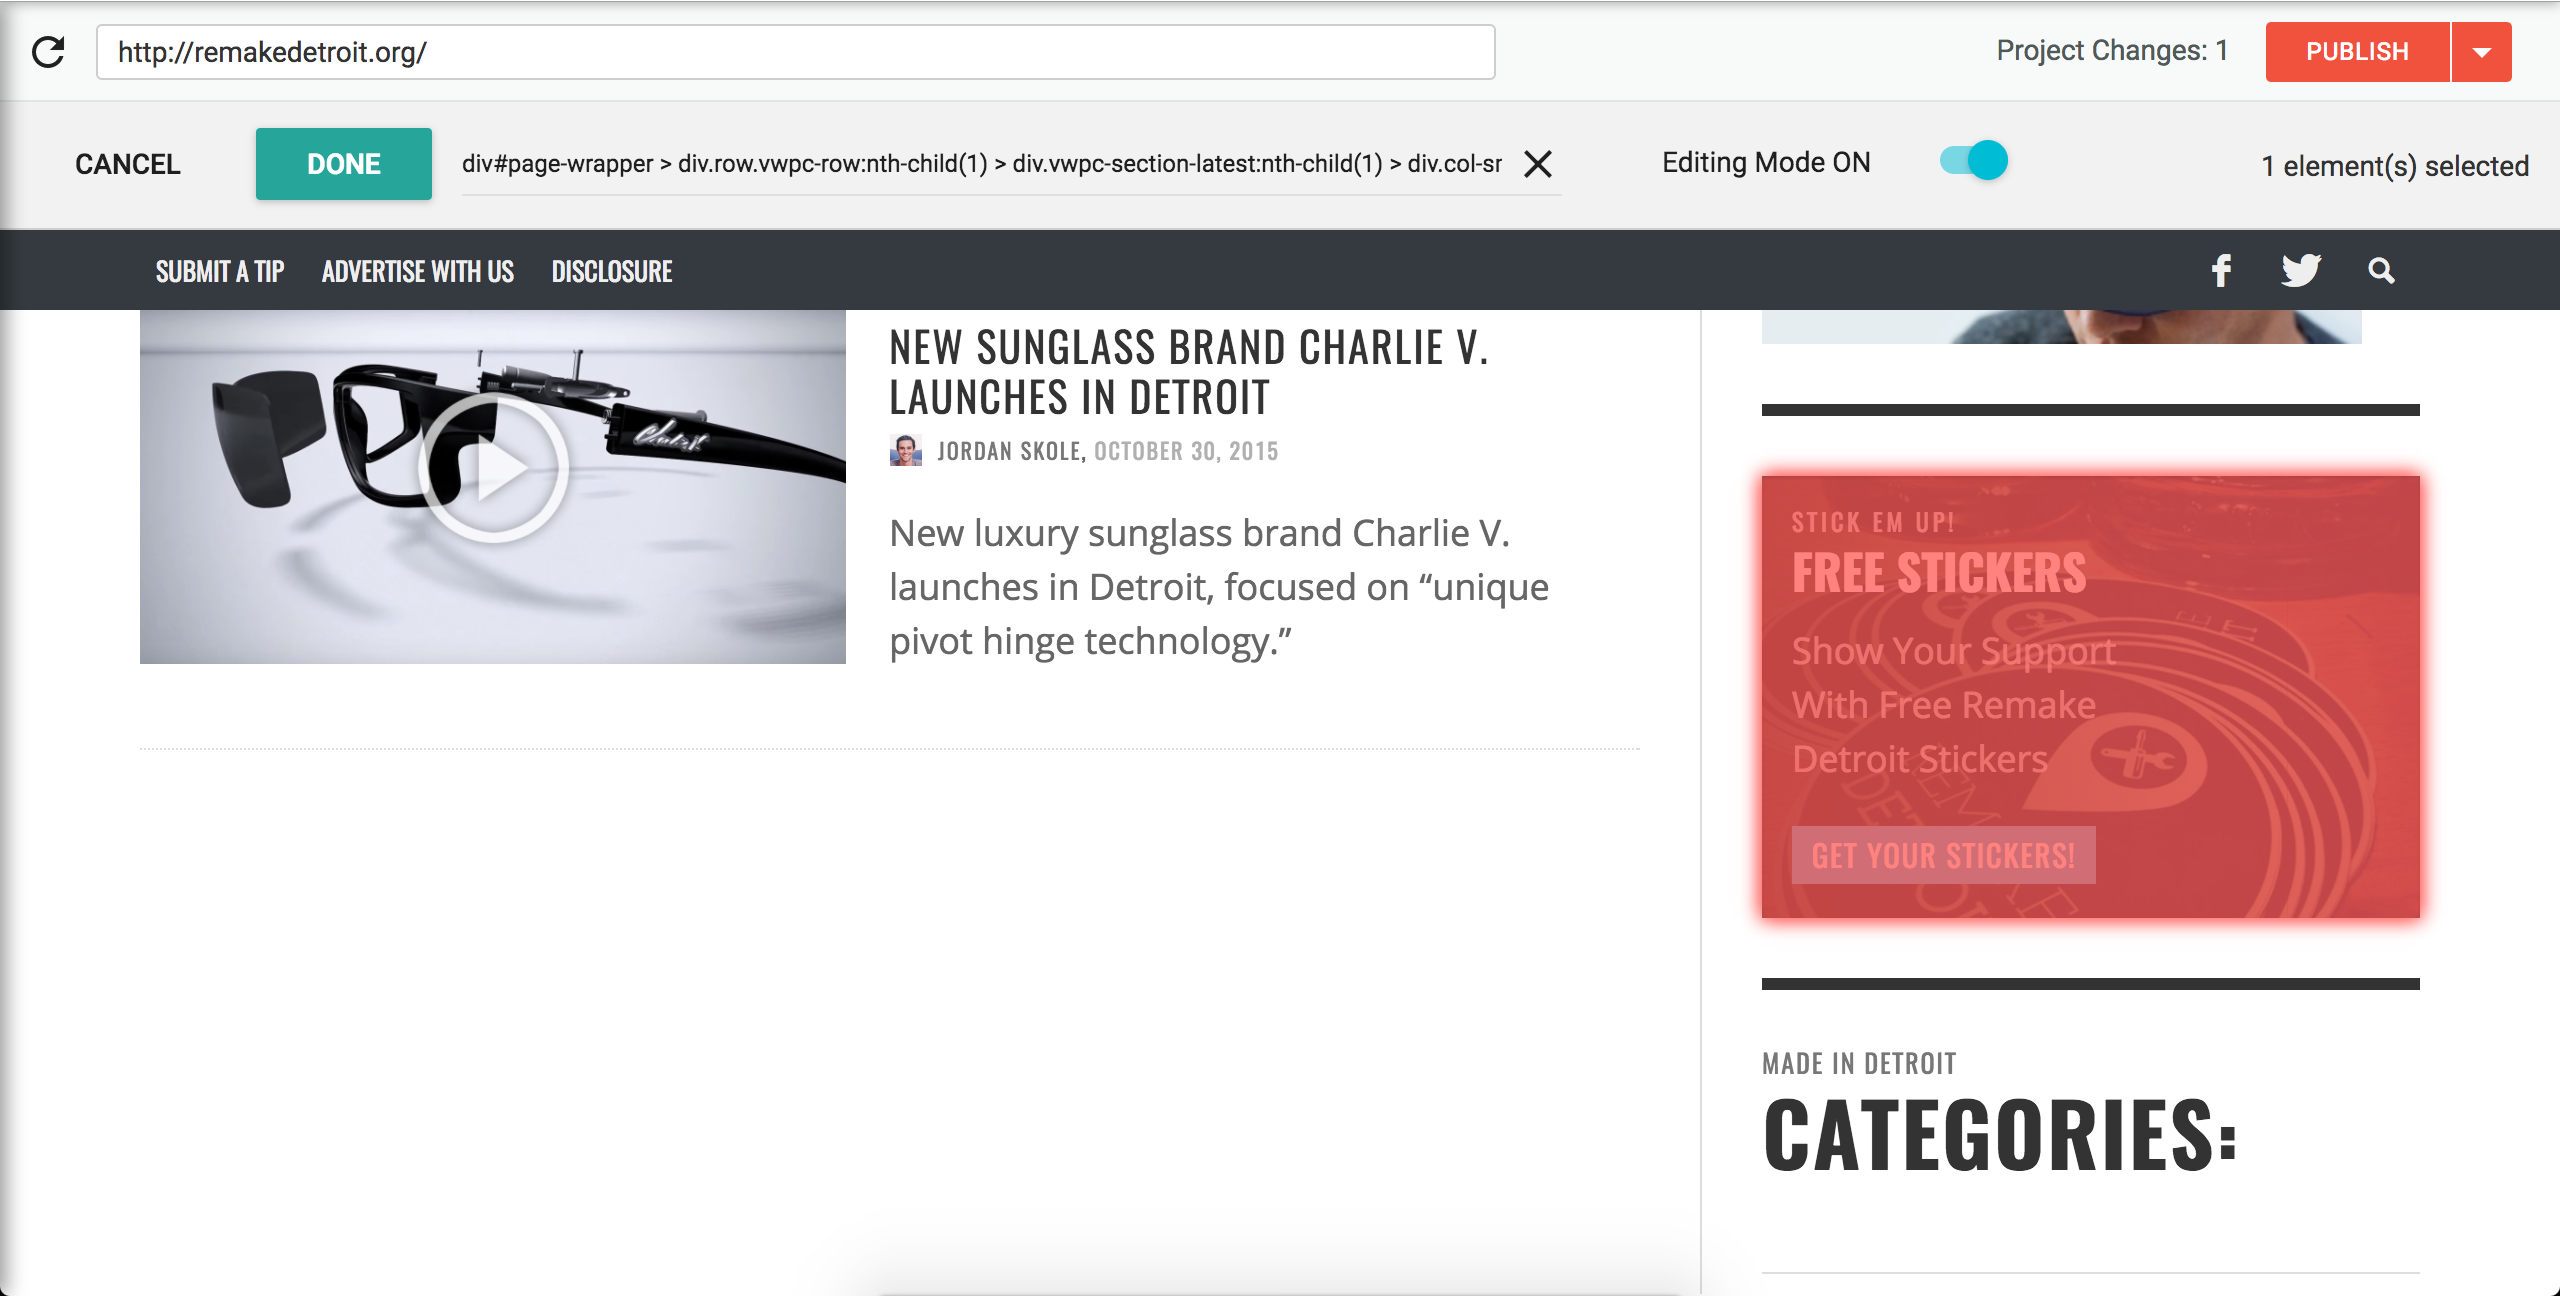 http://remakedetroit.org/
Project Changes: 1
PUBLISH
CANCEL
DONE
div#page-wrapper > div.row.vwpc-row:nth-child(1) > div.vwpc-section-latest:nth-child(1) > div.col-sr
Editing Mode ON
1 element(s) selected
SUBMIT A TIP
ADVERTISE WITH US
DISCLOSURE
NEW SUNGLASS BRAND CHARLIE V.
LAUNCHES IN DETROIT
JORDAN SKOLE, OCTOBER 30, 2015
New luxury sunglass brand Charlie V.
launches in Detroit, focused on “unique
pivot hinge technology.”
STICK EM UP!
FREE STICKERS
Show Your Support
With Free Remake
Detroit Stickers
GET YOUR STICKERS!
MADE IN DETROIT
CATEGORIES: